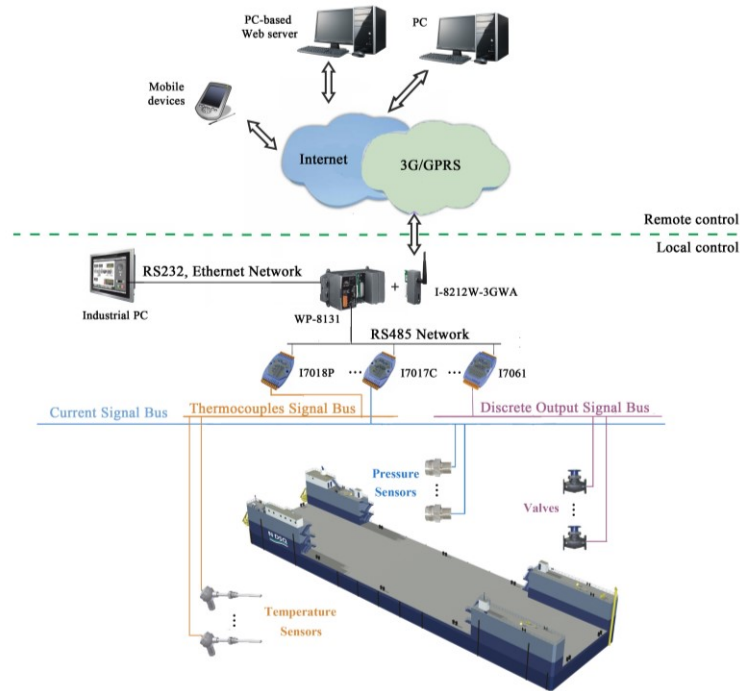 PC-based
Web server
PC
Mobile
devices
Internet
3G/GPRS
Remote control
Local control
RS232, Ethernet Network
I-8212W-3GWA
Industrial PC
WP-8131
+
RS485 Network
I7018P
...
I7017C
...
I7061
Current Signal Bus
Thermocouples Signal Bus
Discrete Output Signal Bus
Pressure
Sensors
Valves
Temperature
Sensors